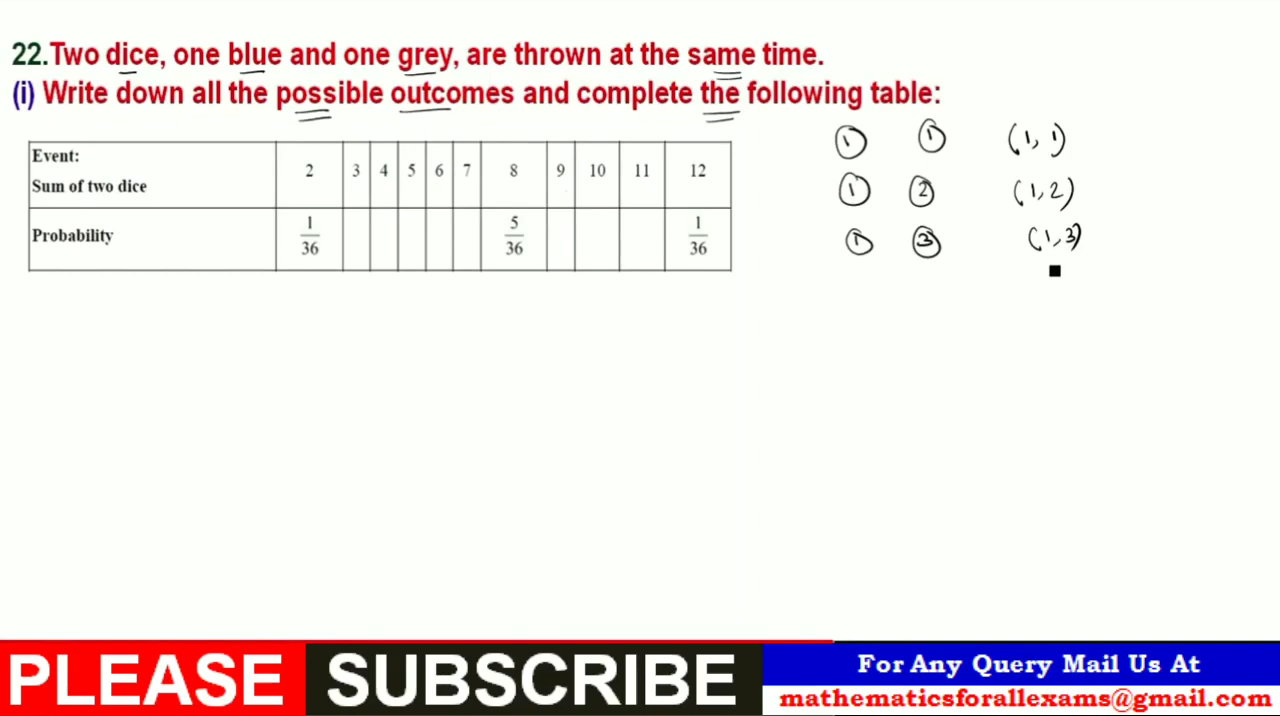 22.Two dice, one blue and one grey, are thrown at the same time.
(i) Write down all the possible outcomes and complete the following table:
Event:
Sum of two dice 2 3 4 5 6 7 8 9 10 11 12
Probability 1/36 5/36 1/36
1 1 (1, 1)
1 2 (1, 2)
1 3 (1, 3)
PLEASE SUBSCRIBE
For Any Query Mail Us At
mathematicsforallexams@gmail.com